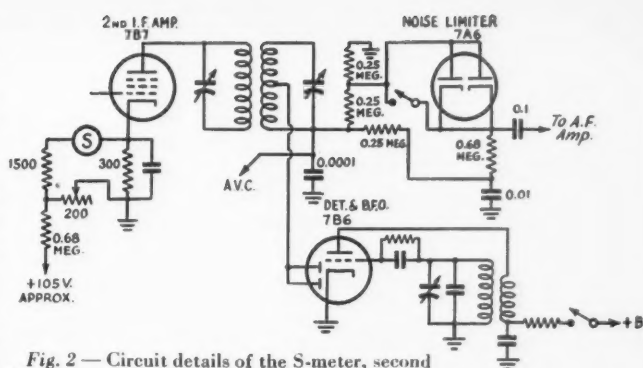 2ND I.F. AMP.
7B7
NOISE LIMITER
7A6
0.25
MEG.
0.25
MEG.
0.25 MEG.
0.1
To A.F.
Amp.
0.68
MEG.
0.01
S
1500
300
200
0.68
MEG.
+105 V.
APPROX.
A.V.C.
0.0001
DET. & B.F.O.
7B6
+B
Fig. 2 — Circuit details of the S-meter, second